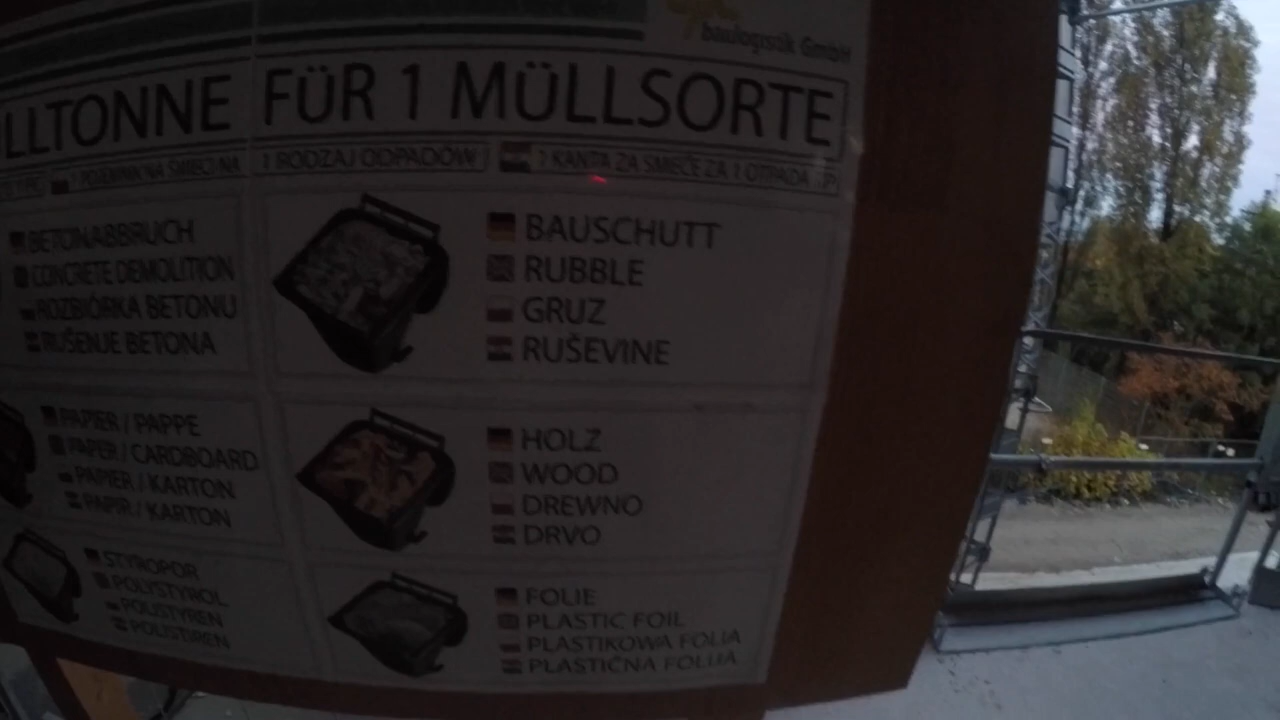 baulogistik GmbH
LLTONNE FÜR 1 MÜLLSORTE
1 RODZAJ ODPADÓW
1 KANTA ZA SMEĆE ZA 1 OTPADA
BETONABBRUCH
CONCRETE DEMOLITION
ROZBIÓRKA BETONU
RUŠENJE BETONA
BAUSCHUTT
RUBBLE
GRUZ
RUŠEVINE
PAPIER / PAPPE
PAPER / CARDBOARD
PAPIER / KARTON
PAPIR / KARTON
HOLZ
WOOD
DREWNO
DRVO
STYROPOR
POLYSTYROL
POLISTYREN
POLISTIREN
FOLIE
PLASTIC FOIL
PLASTIKOWA FOLIA
PLASTIČNA FOLIJA